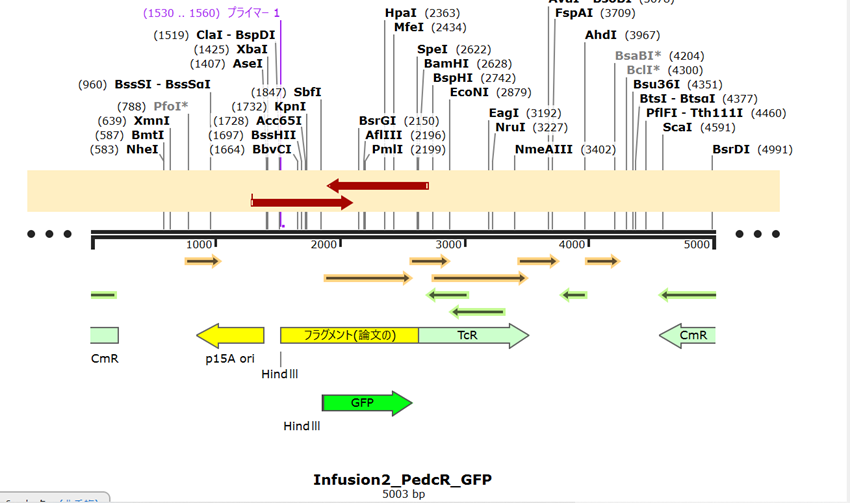 (1530 .. 1560) プライマー 1
(1519) ClaI - BspDI
(1425) XbaI
(1407) AseI
(960) BssSI - BssSαI
(1847) SbfI
(788) PfoI*
(1732) KpnI
(639) XmnI
(1728) Acc65I
(587) BmtI
(1697) BssHII
(583) NheI
(1664) BbvCI
HpaI (2363)
MfeI (2434)
SpeI (2622)
BamHI (2628)
BspHI (2742)
EcoNI (2879)
BsrGI (2150)
AflIII (2196)
PmlI (2199)
EagI (3192)
NruI (3227)
NmeAIII (3402)
FspAI (3709)
AhdI (3967)
BsaBI* (4204)
BclI* (4300)
Bsu36I (4351)
BtsI - BtsαI (4377)
PflFI - Tth111I (4460)
ScaI (4591)
BsrDI (4991)
1000
2000
3000
4000
5000
フラグメント(論文の)
TcR
CmR
p15A ori
CmR
HindIII
GFP
HindIII
Infusion2_PedcR_GFP
5003 bp